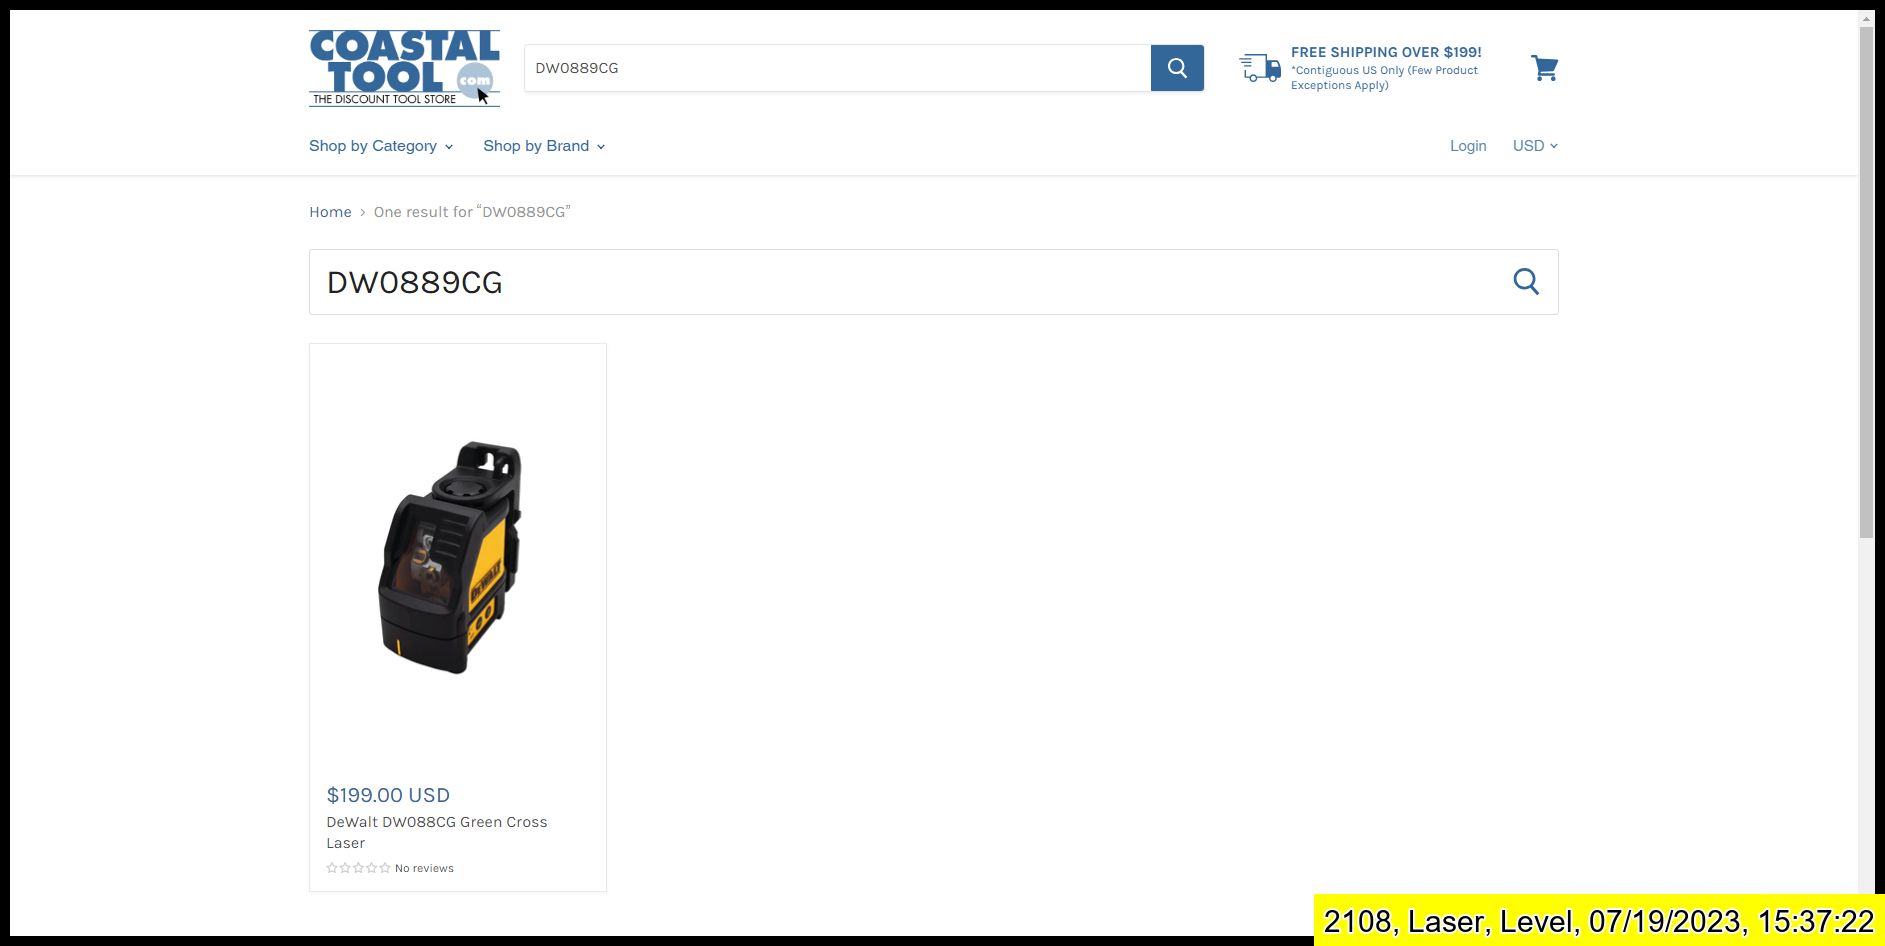 COASTAL
TOOL
com
THE DISCOUNT TOOL STORE
DW0889CG
FREE SHIPPING OVER $199!
*Contiguous US Only (Few Product
Exceptions Apply)
Shop by Category
Shop by Brand
Login
USD
Home › One result for “DW0889CG”
DW0889CG
DEWALT
$199.00 USD
DeWalt DW088CG Green Cross
Laser
No reviews
2108, Laser, Level, 07/19/2023, 15:37:22